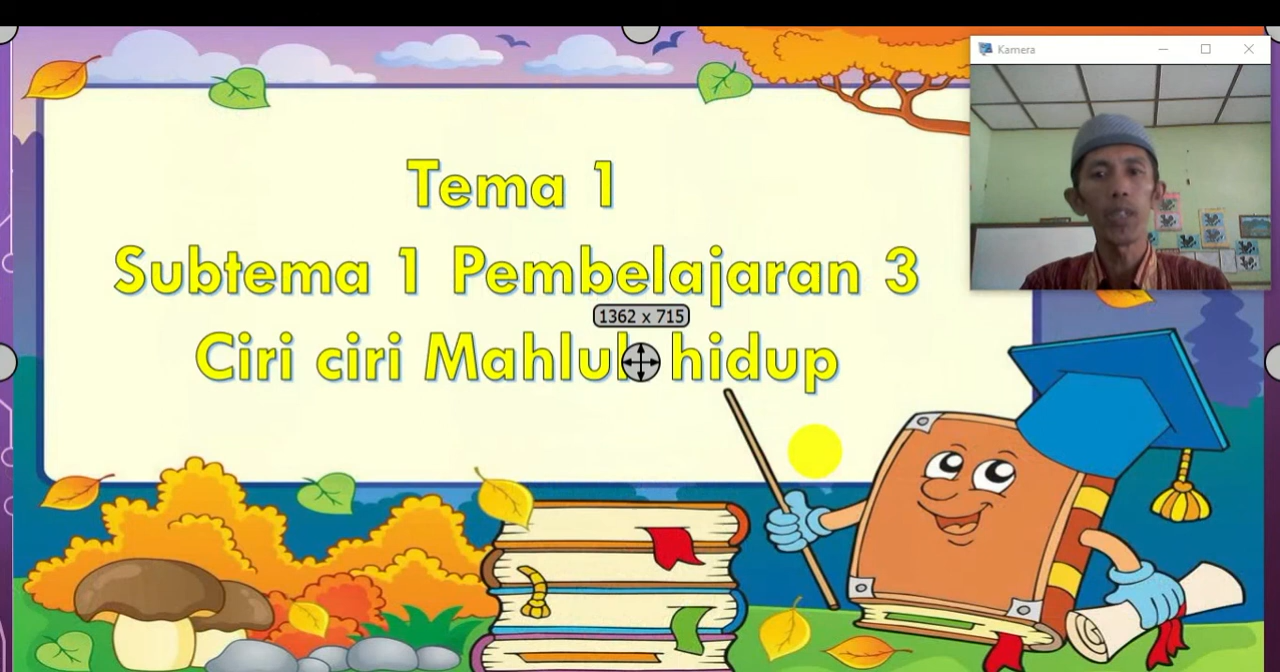 Kamera
Tema 1
Subtema 1 Pembelajaran 3
1362 x 715
Ciri ciri Mahluk hidup